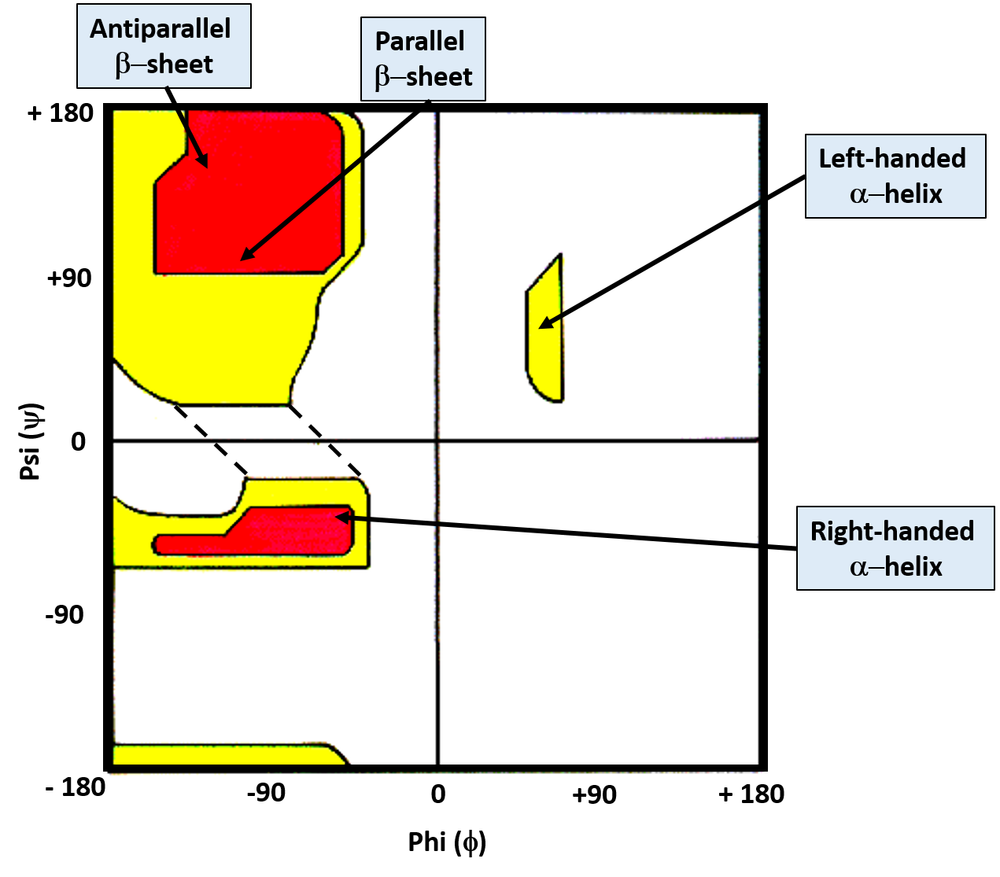 Antiparallel
β–sheet
Parallel
β–sheet
+ 180
Left-handed
α–helix
+90
Psi (ψ)
0
Right-handed
α–helix
-90
- 180
-90
0
+90
+ 180
Phi (ϕ)